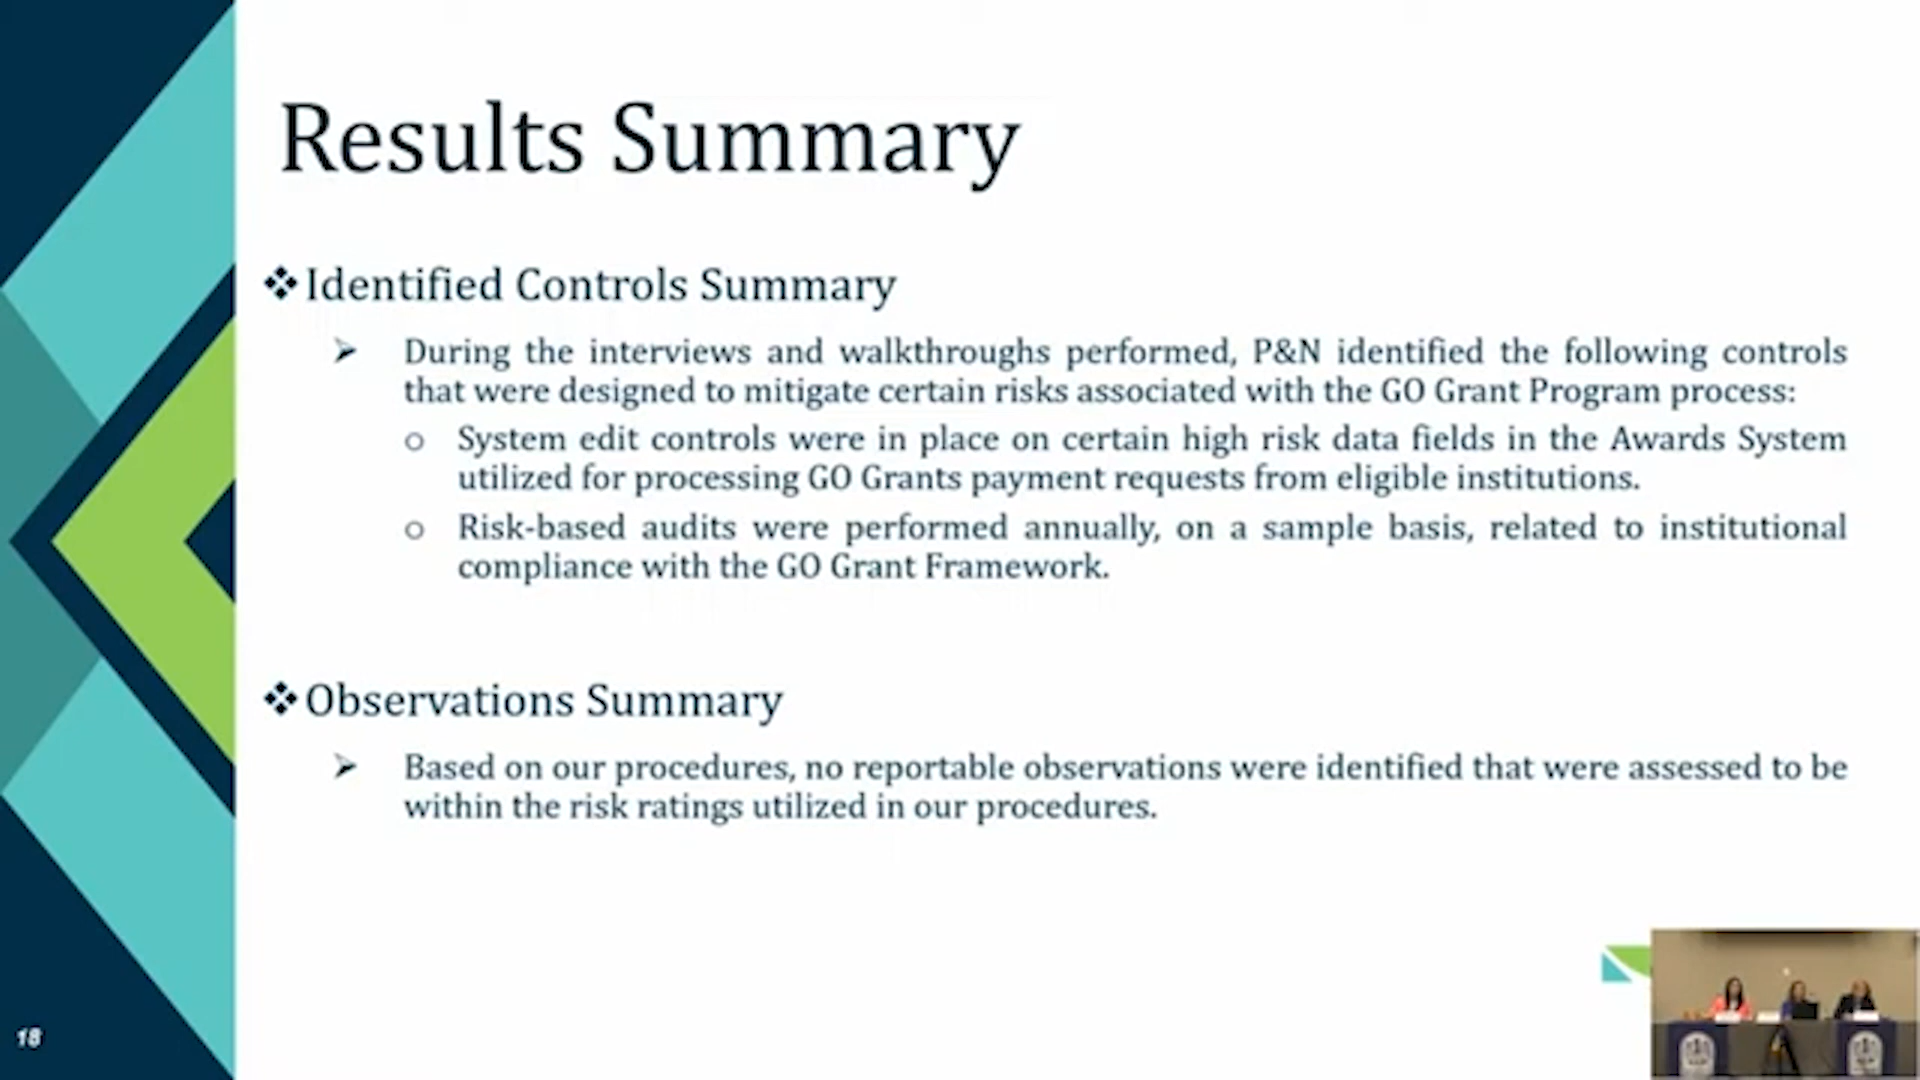 Results Summary
❖Identified Controls Summary
➢ During the interviews and walkthroughs performed, P&N identified the following controls
that were designed to mitigate certain risks associated with the GO Grant Program process:
o System edit controls were in place on certain high risk data fields in the Awards System
utilized for processing GO Grants payment requests from eligible institutions.
o Risk-based audits were performed annually, on a sample basis, related to institutional
compliance with the GO Grant Framework.
❖Observations Summary
➢ Based on our procedures, no reportable observations were identified that were assessed to be
within the risk ratings utilized in our procedures.
18